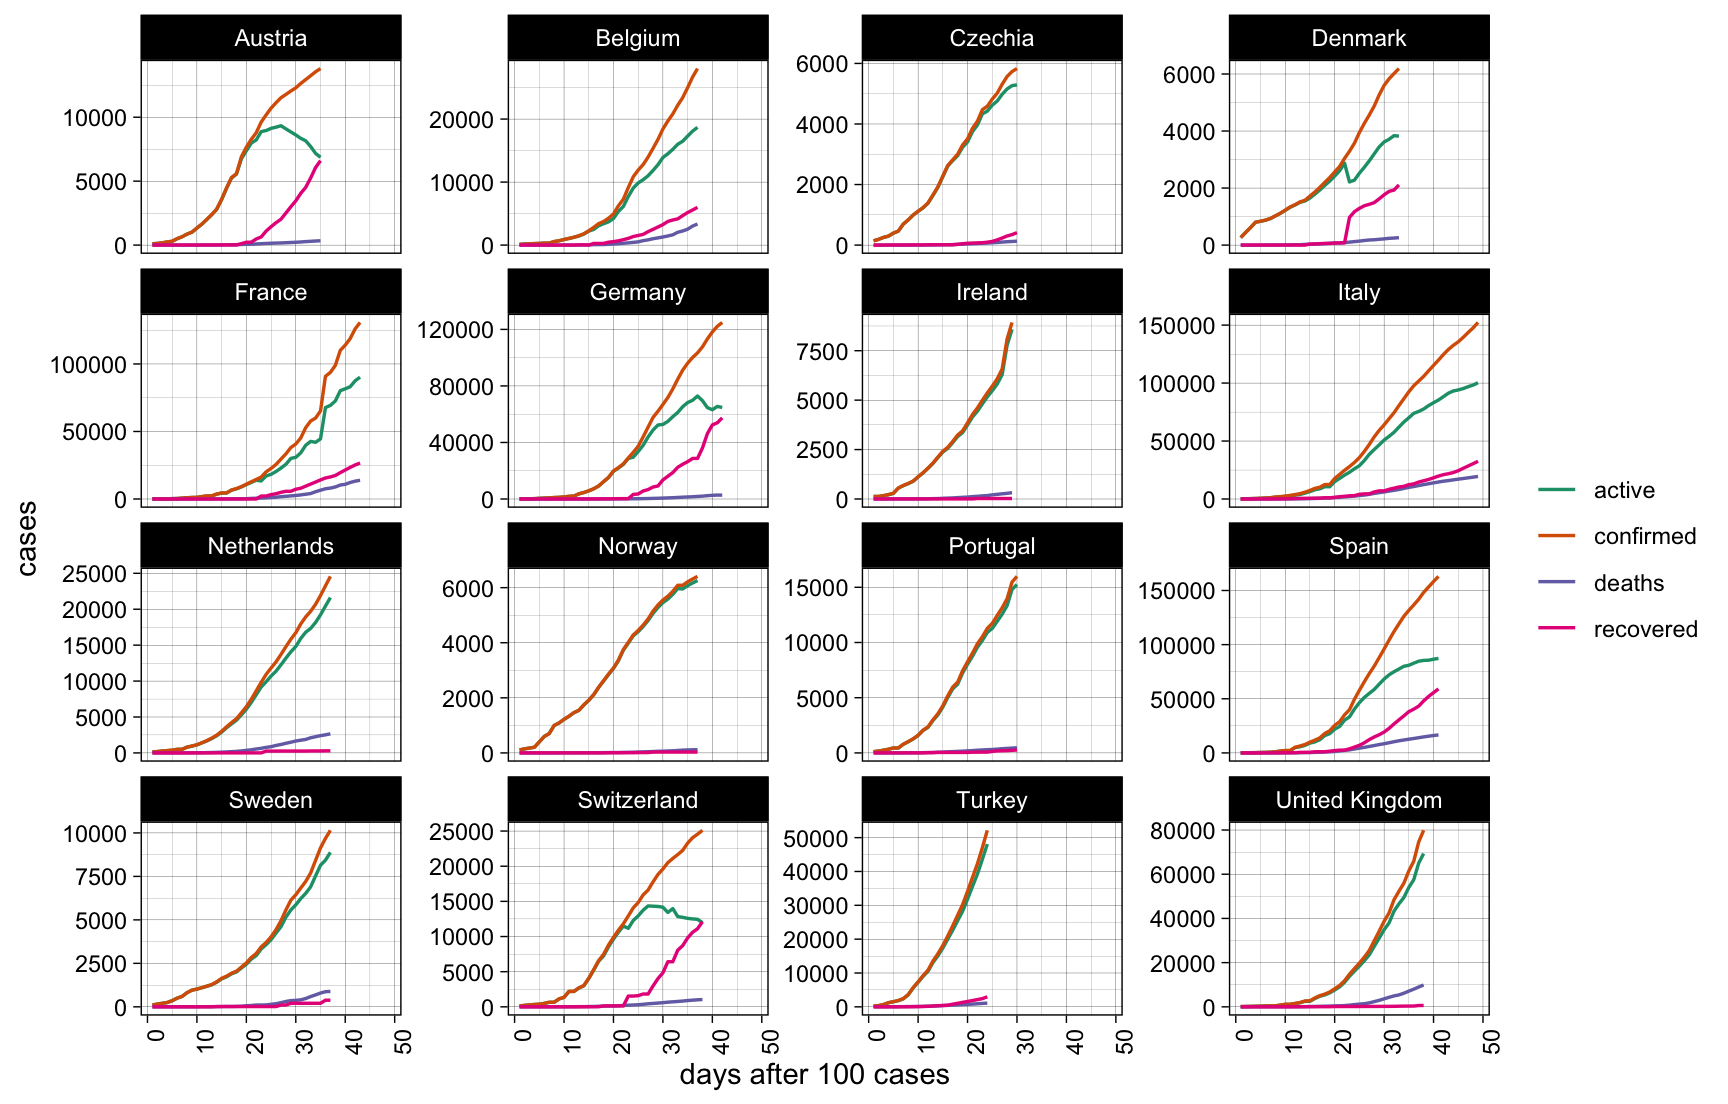 Austria
Belgium
Czechia
Denmark
10000
5000
0
20000
10000
0
6000
4000
2000
0
6000
4000
2000
0
France
Germany
Ireland
Italy
100000
50000
0
120000
80000
40000
0
7500
5000
2500
0
150000
100000
50000
0
Netherlands
Norway
Portugal
Spain
25000
20000
15000
10000
5000
0
6000
4000
2000
0
15000
10000
5000
0
150000
100000
50000
0
Sweden
Switzerland
Turkey
United Kingdom
10000
7500
5000
2500
0
25000
20000
15000
10000
5000
0
50000
40000
30000
20000
10000
0
80000
60000
40000
20000
0
0 10 20 30 40 50
0 10 20 30 40 50
0 10 20 30 40 50
0 10 20 30 40 50
days after 100 cases
cases
active
confirmed
deaths
recovered